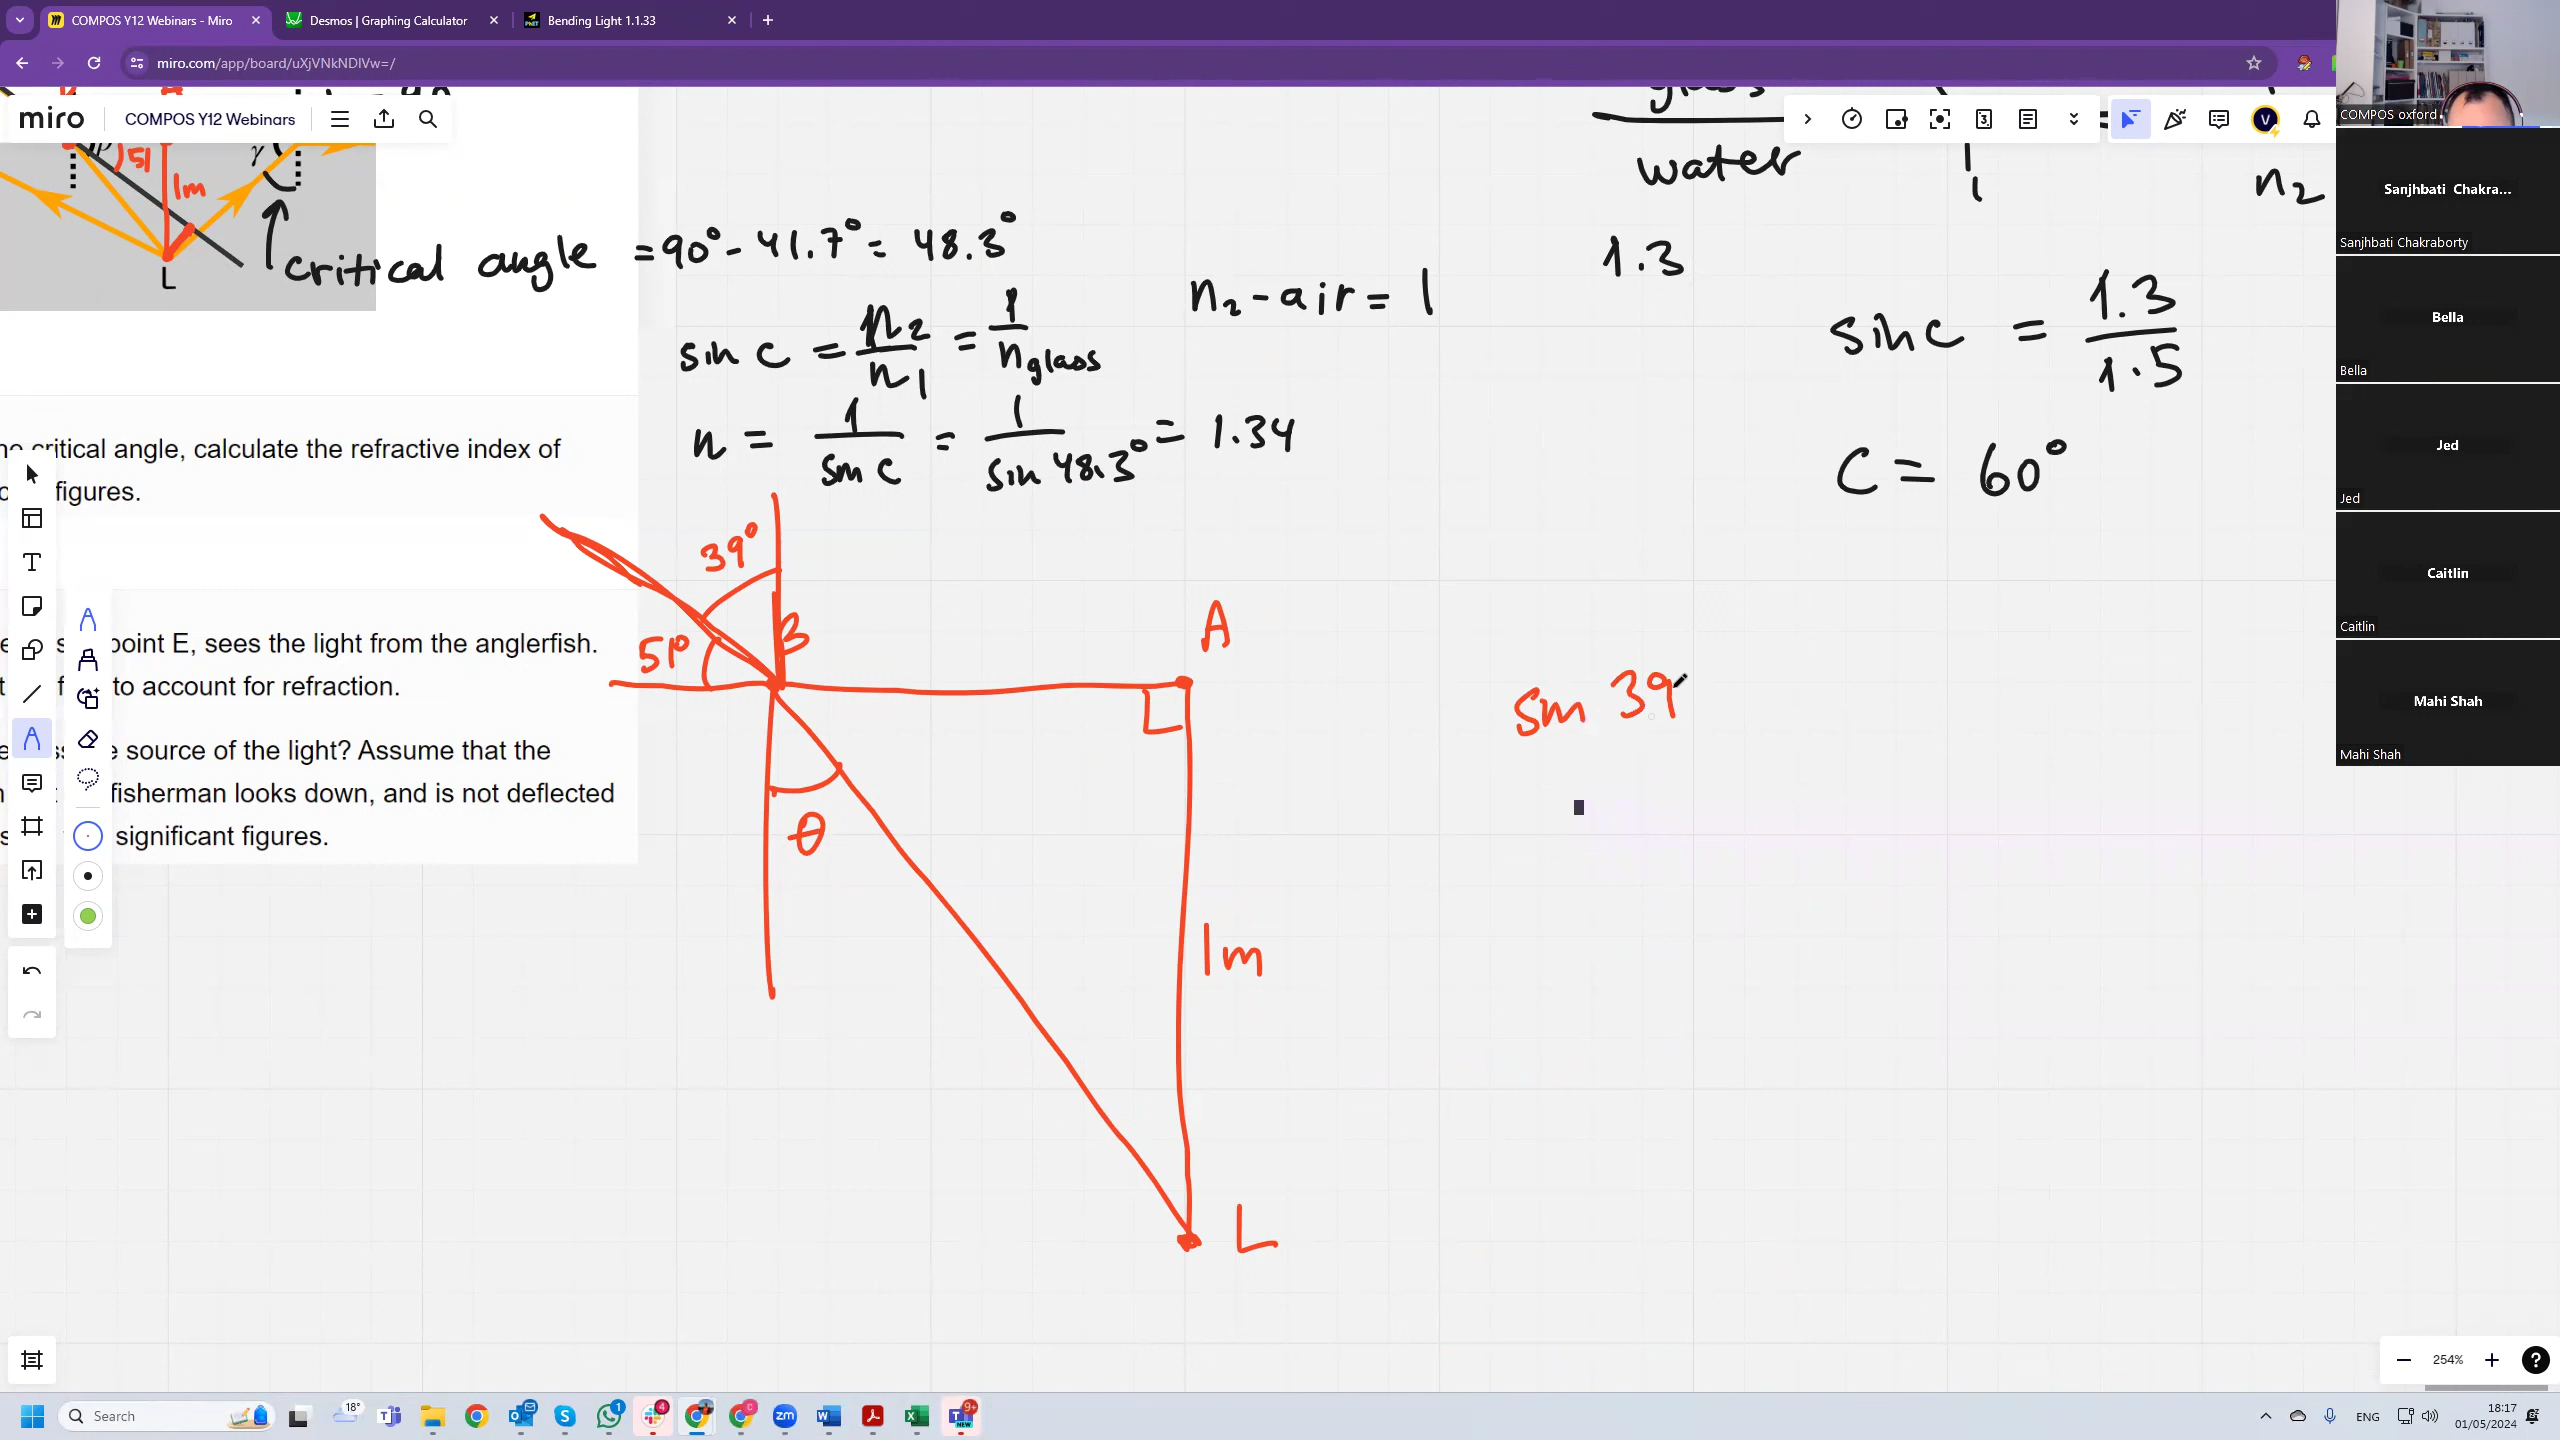 COMPOS Y12 Webinars - Miro
Desmos | Graphing Calculator
Bending Light 1.1.33
miro.com/app/board/uXjVNkNDIVw=/
miro
COMPOS Y12 Webinars
COMPOS oxford
Sanjhbati Chakra...
Sanjhbati Chakraborty
Bella
Bella
Jed
Jed
Caitlin
Caitlin
Mahi Shah
Mahi Shah
51
γ
1m
L
critical angle = 90° - 41.7° = 48.3°
sin c = n2/n1 = 1/n glass
n2 - air = 1
n = 1/sin c = 1/sin 48.3° = 1.34
water
1.3
n2
sin c = 1.3/1.5
C = 60°
critical angle, calculate the refractive index of
figures.
point E, sees the light from the anglerfish.
to account for refraction.
source of the light? Assume that the
fisherman looks down, and is not deflected
significant figures.
39°
51°
B
A
θ
1m
L
sin 39
254%
Search
18°
ENG
18:17
01/05/2024